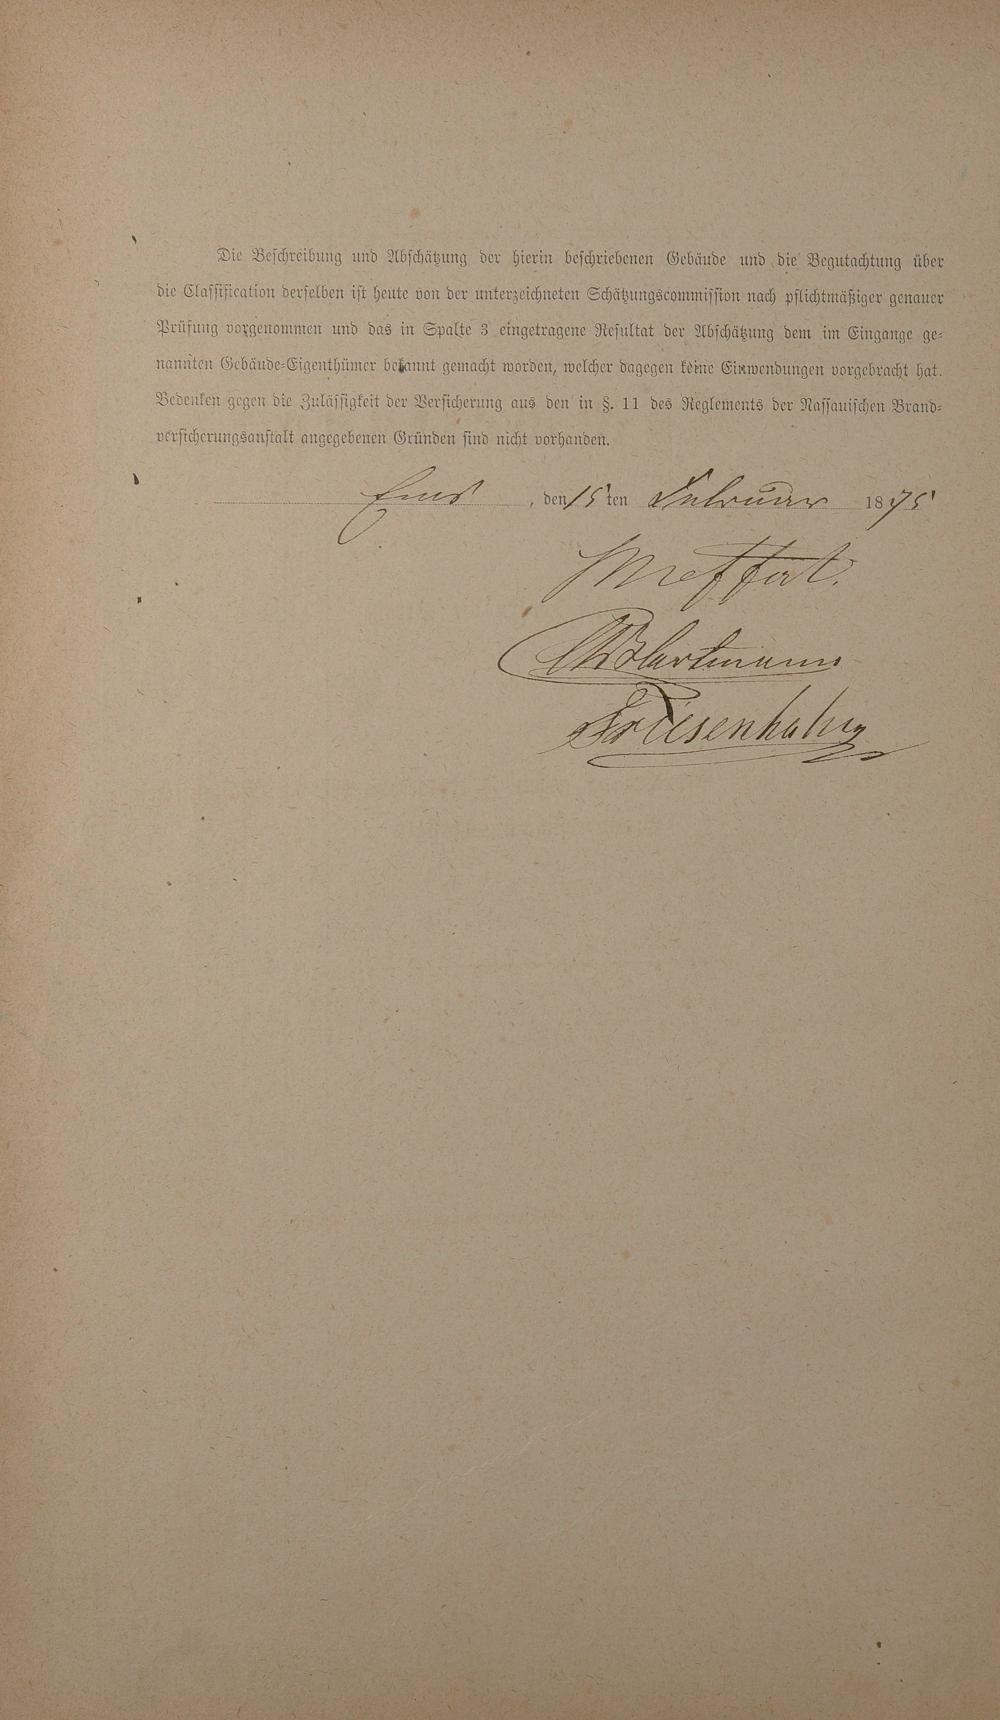 Die Beschreibung und Abschätzung der hierin beschriebenen Gebäude und die Begutachtung über
die Classification derselben ist heute von der unterzeichneten Schätzungscommission nach pflichtmäßiger genauer
Prüfung vorgenommen und das in Spalte 3 eingetragene Resultat der Abschätzung dem im Eingange ge-
nannten Gebäude-Eigenthümer bekannt gemacht worden, welcher dagegen keine Einwendungen vorgebracht hat.
Bedenken gegen die Zulässigkeit der Versicherung aus den in §. 11 des Reglements der Nassauischen Brand-
versicherungsanstalt angegebenen Gründen sind nicht vorhanden.
Ems, den 15ten Februar 1875
Meffert.
Hartmann
Friesenhahn